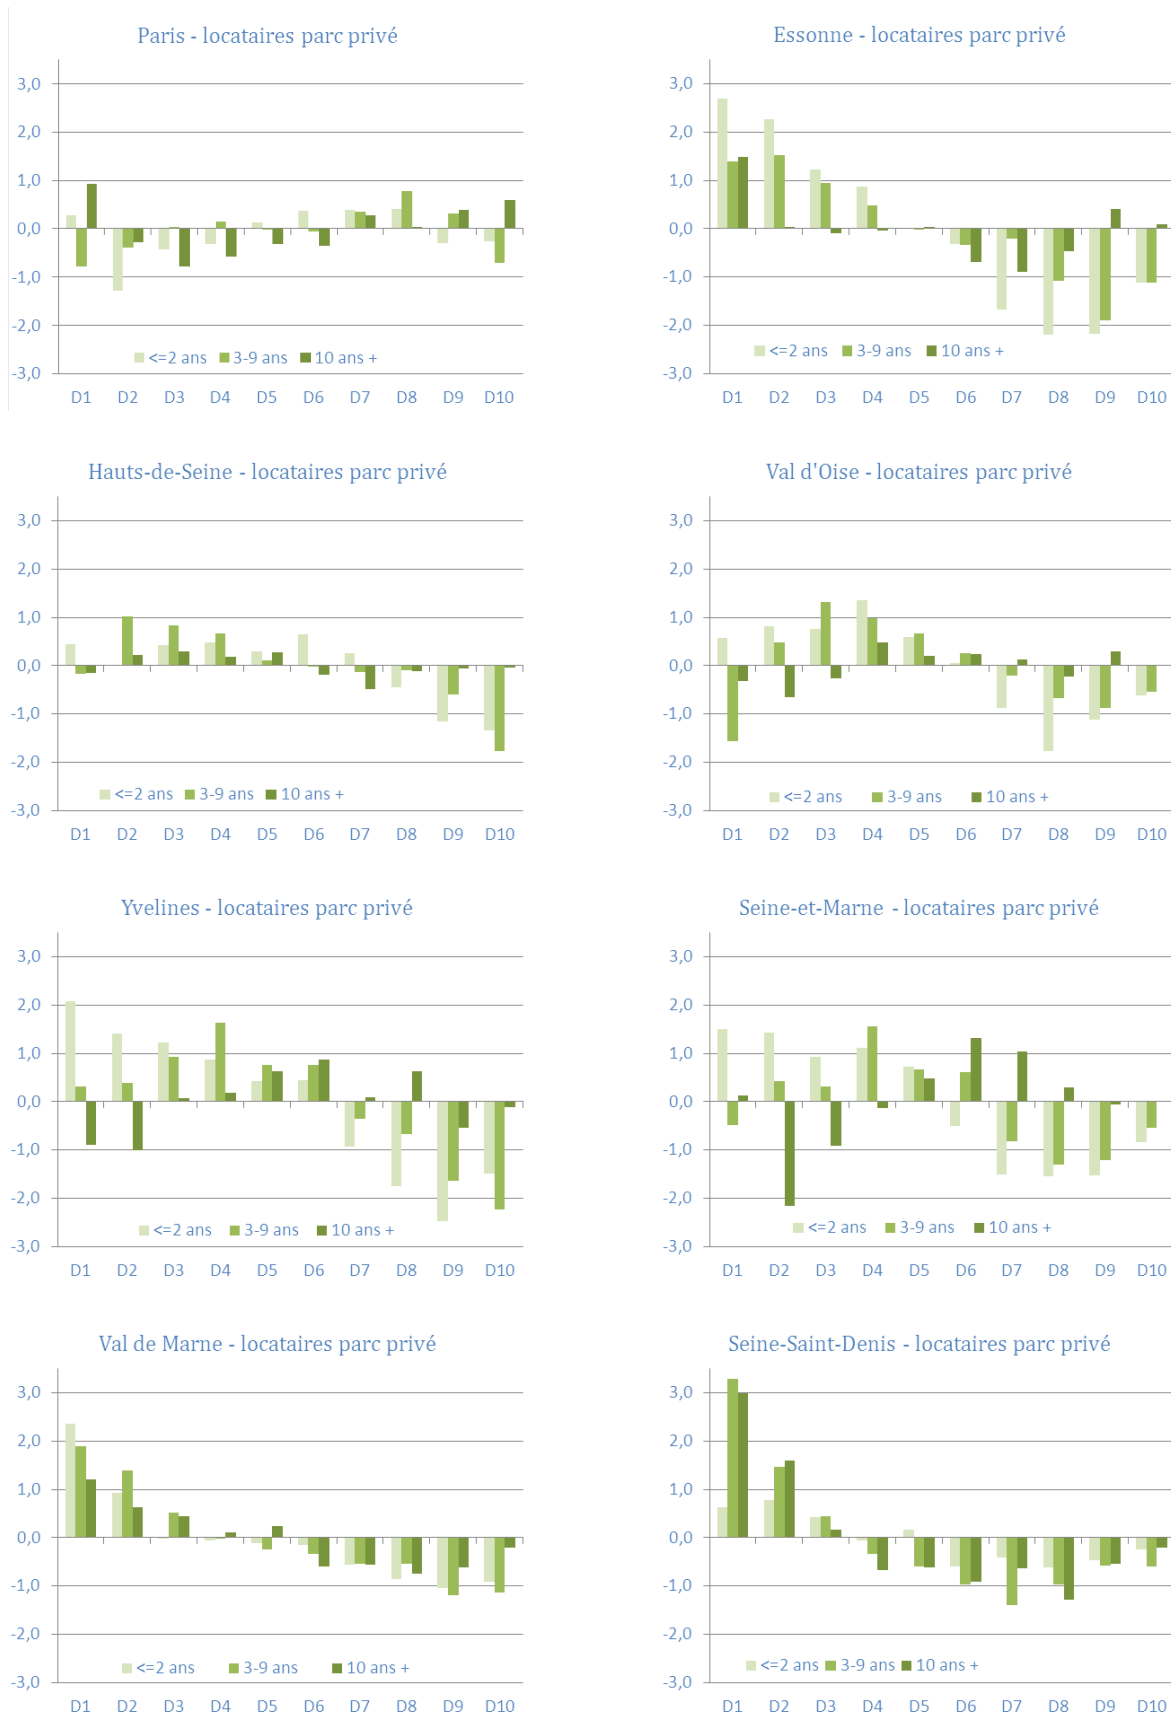 Paris - locataires parc privé
3,0
2,0
1,0
0,0
-1,0
-2,0
-3,0
<=2 ans 3-9 ans 10 ans +
D1 D2 D3 D4 D5 D6 D7 D8 D9 D10
Essonne - locataires parc privé
3,0
2,0
1,0
0,0
-1,0
-2,0
-3,0
<=2 ans 3-9 ans 10 ans +
D1 D2 D3 D4 D5 D6 D7 D8 D9 D10
Hauts-de-Seine - locataires parc privé
3,0
2,0
1,0
0,0
-1,0
-2,0
-3,0
<=2 ans 3-9 ans 10 ans +
D1 D2 D3 D4 D5 D6 D7 D8 D9 D10
Val d'Oise - locataires parc privé
3,0
2,0
1,0
0,0
-1,0
-2,0
-3,0
<=2 ans 3-9 ans 10 ans +
D1 D2 D3 D4 D5 D6 D7 D8 D9 D10
Yvelines - locataires parc privé
3,0
2,0
1,0
0,0
-1,0
-2,0
-3,0
<=2 ans 3-9 ans 10 ans +
D1 D2 D3 D4 D5 D6 D7 D8 D9 D10
Seine-et-Marne - locataires parc privé
3,0
2,0
1,0
0,0
-1,0
-2,0
-3,0
<=2 ans 3-9 ans 10 ans +
D1 D2 D3 D4 D5 D6 D7 D8 D9 D10
Val de Marne - locataires parc privé
3,0
2,0
1,0
0,0
-1,0
-2,0
-3,0
<=2 ans 3-9 ans 10 ans +
D1 D2 D3 D4 D5 D6 D7 D8 D9 D10
Seine-Saint-Denis - locataires parc privé
3,0
2,0
1,0
0,0
-1,0
-2,0
-3,0
<=2 ans 3-9 ans 10 ans +
D1 D2 D3 D4 D5 D6 D7 D8 D9 D10